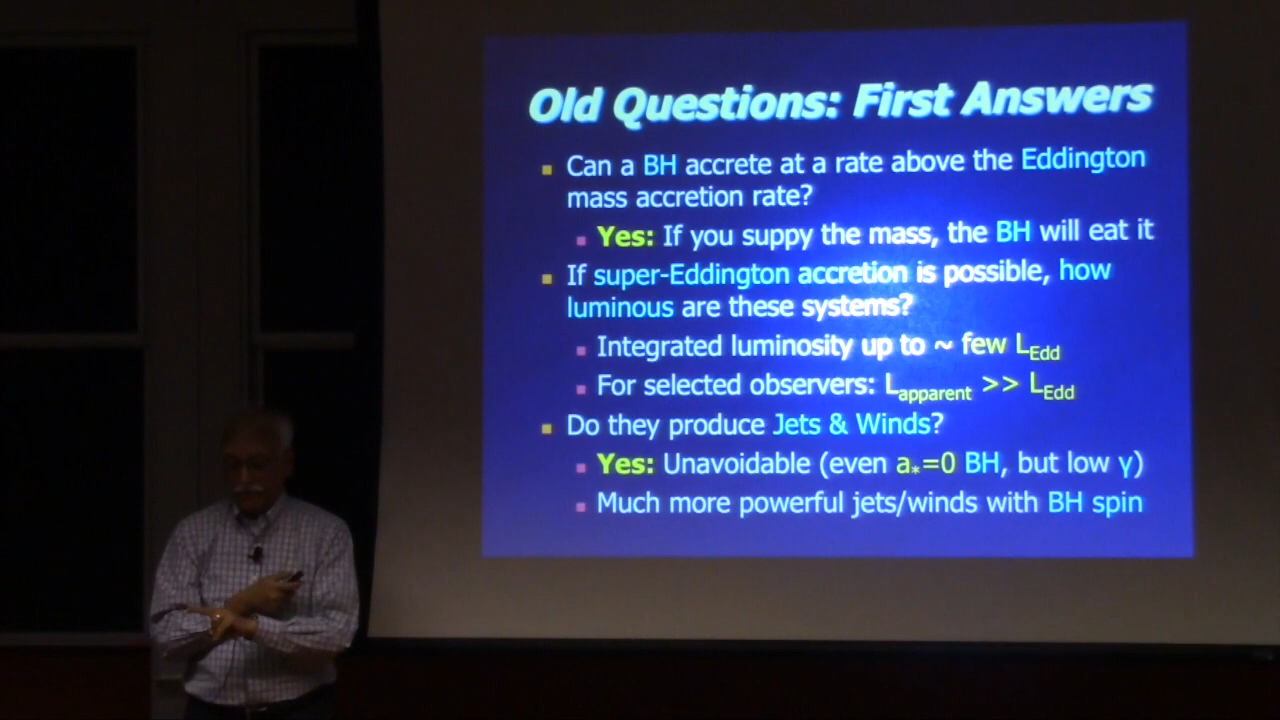 Old Questions: First Answers
Can a BH accrete at a rate above the Eddington
mass accretion rate?
Yes: If you suppy the mass, the BH will eat it
If super-Eddington accretion is possible, how
luminous are these systems?
Integrated luminosity up to ~ few L_Edd
For selected observers: L_apparent >> L_Edd
Do they produce Jets & Winds?
Yes: Unavoidable (even a*=0 BH, but low γ)
Much more powerful jets/winds with BH spin